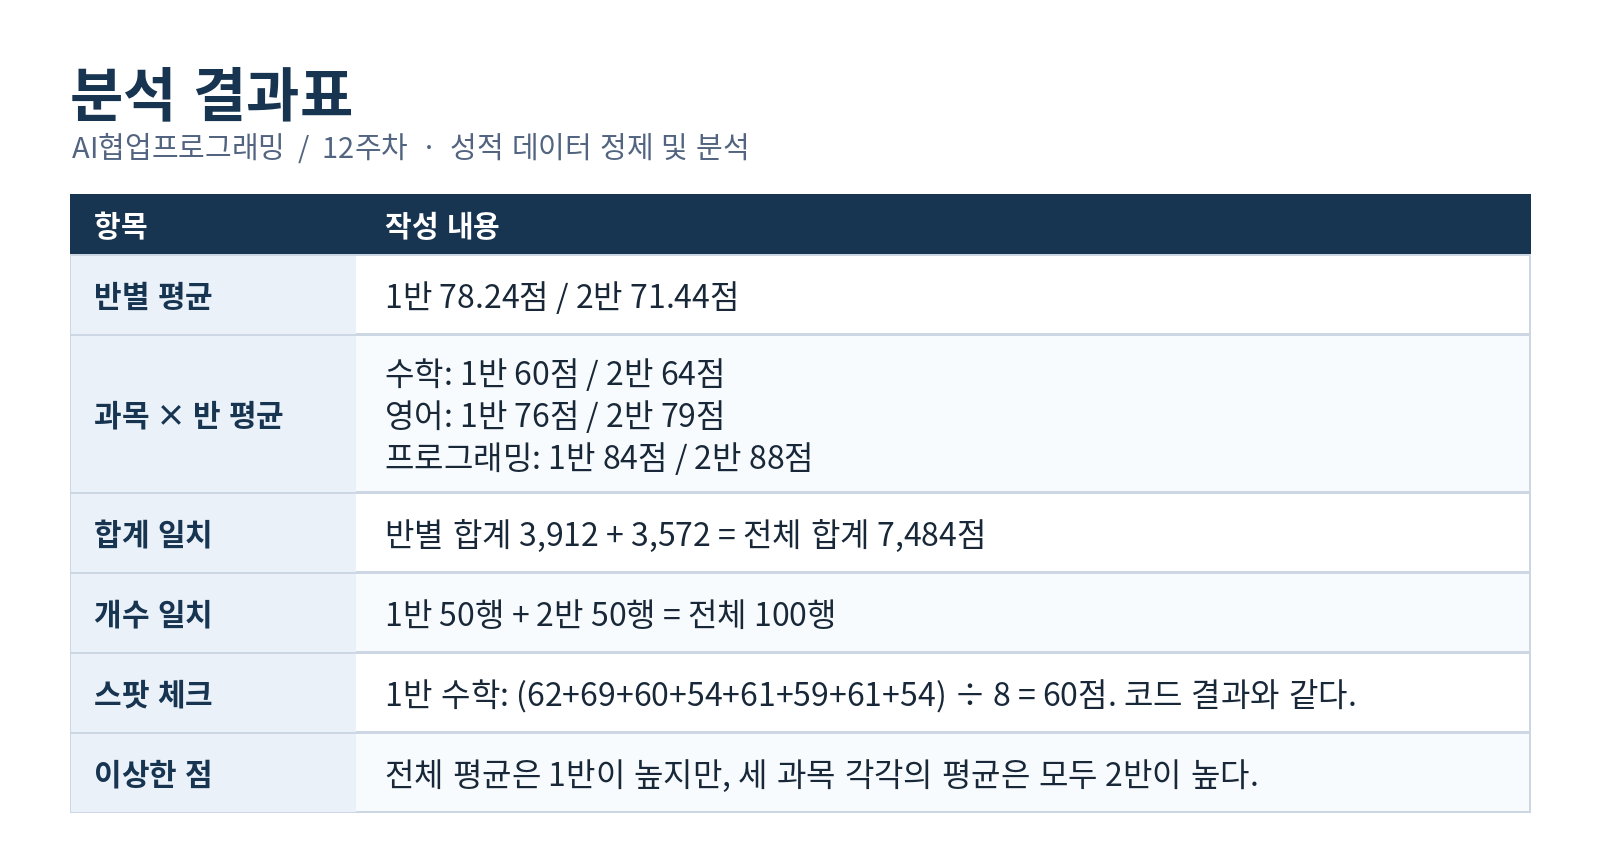 분석 결과표
AI협업프로그래밍 / 12주차 · 성적 데이터 정제 및 분석
항목 작성 내용
반별 평균 1반 78.24점 / 2반 71.44점
과목 × 반 평균
수학: 1반 60점 / 2반 64점
영어: 1반 76점 / 2반 79점
프로그래밍: 1반 84점 / 2반 88점
합계 일치 반별 합계 3,912 + 3,572 = 전체 합계 7,484점
개수 일치 1반 50행 + 2반 50행 = 전체 100행
스팟 체크 1반 수학: (62+69+60+54+61+59+61+54) ÷ 8 = 60점. 코드 결과와 같다.
이상한 점 전체 평균은 1반이 높지만, 세 과목 각각의 평균은 모두 2반이 높다.